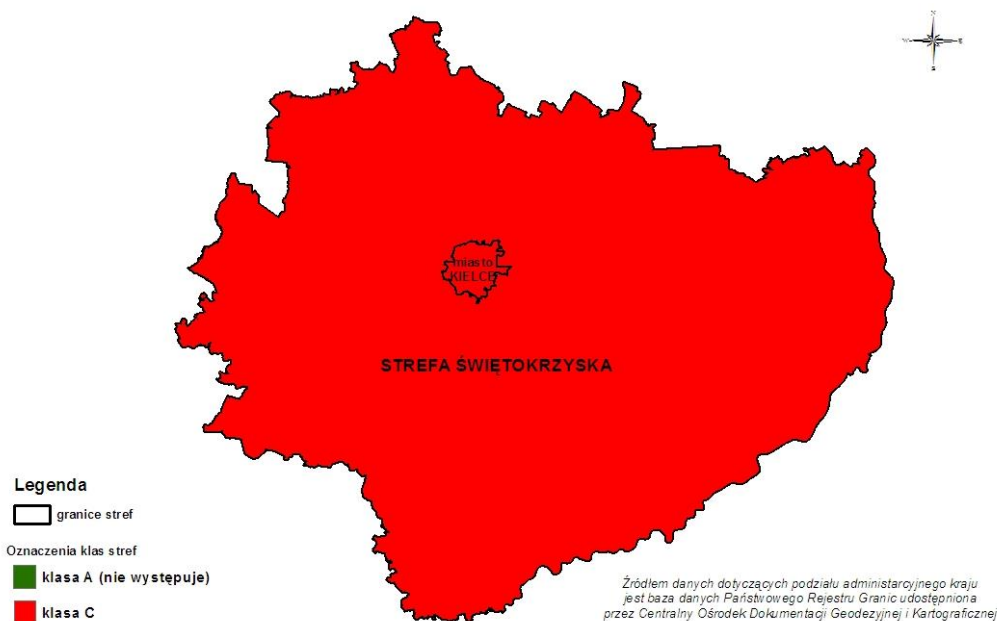 N
W
E
S
miasto
KIELCE
STREFA ŚWIĘTOKRZYSKA
Legenda
granice stref
Oznaczenia klas stref
klasa A (nie występuje)
klasa C
Źródłem danych dotyczących podziału administarcyjnego kraju
jest baza danych Państwowego Rejestru Granic udostępniona
przez Centralny Ośrodek Dokumentacji Geodezyjnej i Kartograficznej